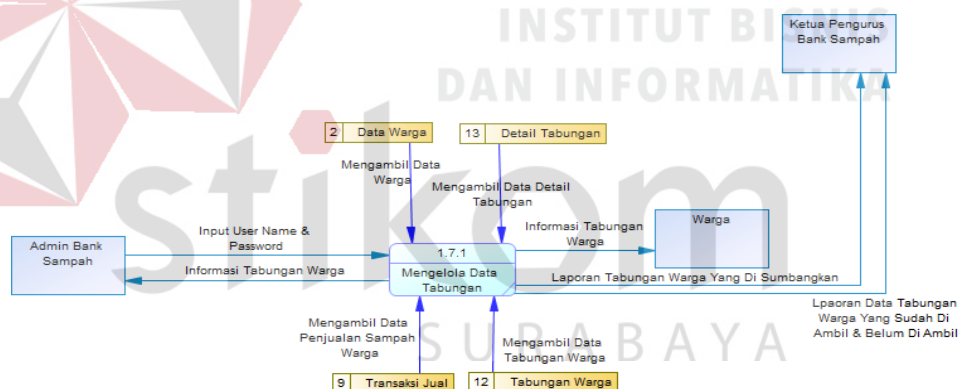 INSTITUT BISNIS
DAN INFORMATIKA
stikom
SURABAYA
Ketua Pengurus
Bank Sampah
2 Data Warga
13 Detail Tabungan
Mengambil Data
Warga
Mengambil Data Detail
Tabungan
Admin Bank
Sampah
Input User Name &
Password
Informasi Tabungan Warga
1.7.1
Mengelola Data
Tabungan
Informasi Tabungan
Warga
Warga
Laporan Tabungan Warga Yang Di Sumbangkan
Lpaoran Data Tabungan
Warga Yang Sudah Di
Ambil & Belum Di Ambil
Mengambil Data
Penjualan Sampah
Warga
Mengambil Data
Tabungan Warga
9 Transaksi Jual
12 Tabungan Warga